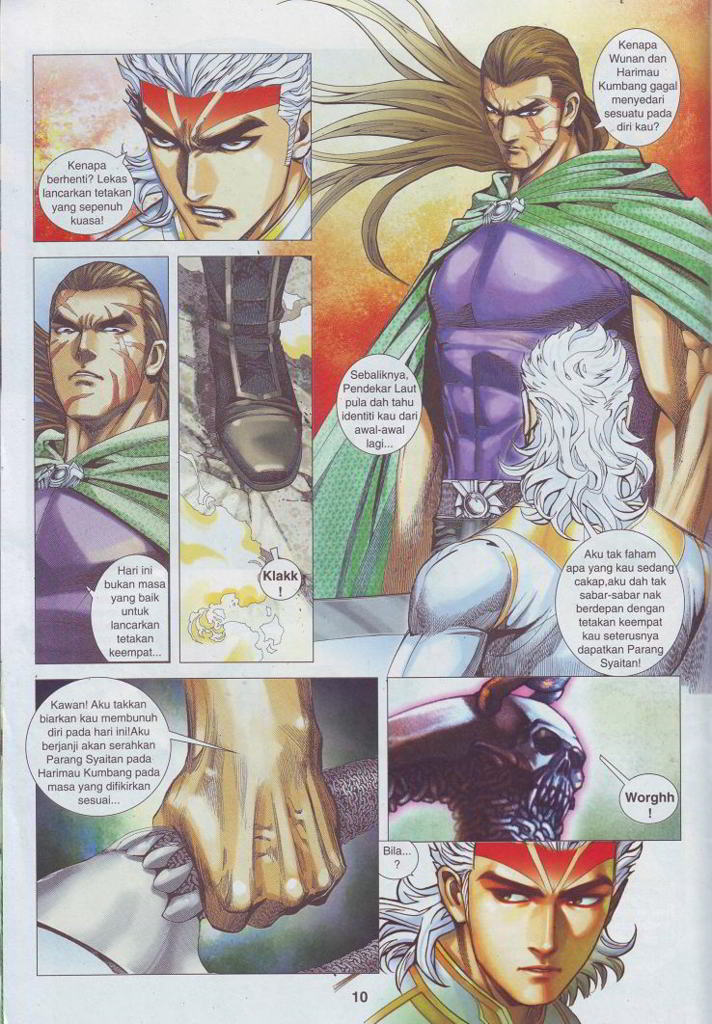 Kenapa
Wunan dan
Harimau
Kumbang gagal
menyedari
sesuatu pada
diri kau?
Kenapa
berhenti? Lekas
lancarkan tetakan
yang sepenuh
kuasa!
Sebaliknya,
Pendekar Laut
pula dah tahu
identiti kau dari
awal-awal
lagi...
Hari ini
bukan masa
yang baik
untuk
lancarkan
tetakan
keempat...
Klakk
!
Aku tak faham
apa yang kau sedang
cakap,aku dah tak
sabar-sabar nak
berdepan dengan
tetakan keempat
kau seterusnya
dapatkan Parang
Syaitan!
Kawan! Aku takkan
biarkan kau membunuh
diri pada hari ini!Aku
berjanji akan serahkan
Parang Syaitan pada
Harimau Kumbang pada
masa yang difikirkan
sesuai...
Worghh
!
Bila...
?
10